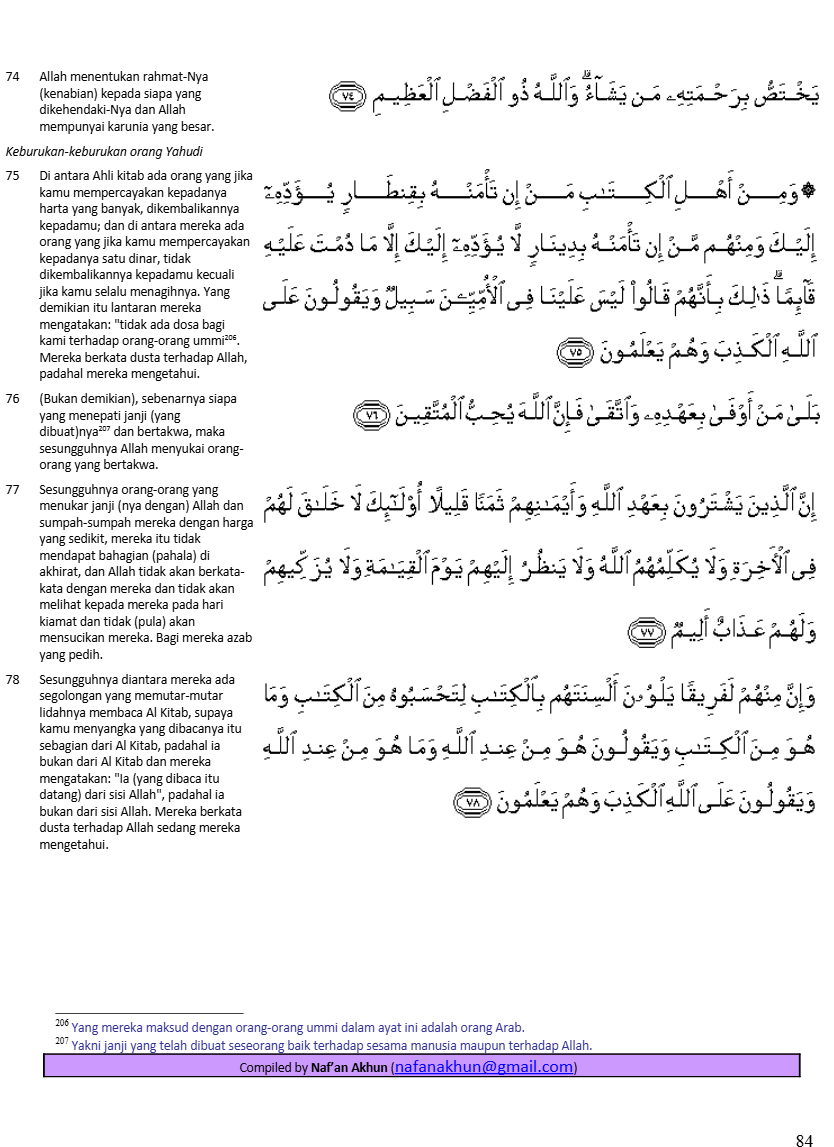 74 Allah menentukan rahmat-Nya
(kenabian) kepada siapa yang
dikehendaki-Nya dan Allah
mempunyai karunia yang besar.
يَخْتَصُّ بِرَحْمَتِهِۦ مَن يَشَآءُۗ وَٱللَّهُ ذُو ٱلْفَضْلِ ٱلْعَظِيمِ ﴿٧٤﴾
Keburukan-keburukan orang Yahudi
75 Di antara Ahli kitab ada orang yang jika
kamu mempercayakan kepadanya
harta yang banyak, dikembalikannya
kepadamu; dan di antara mereka ada
orang yang jika kamu mempercayakan
kepadanya satu dinar, tidak
dikembalikannya kepadamu kecuali
jika kamu selalu menagihnya. Yang
demikian itu lantaran mereka
mengatakan: "tidak ada dosa bagi
kami terhadap orang-orang ummi²⁰⁶.
Mereka berkata dusta terhadap Allah,
padahal mereka mengetahui.
۞ وَمِنْ أَهْلِ ٱلْكِتَٰبِ مَنْ إِن تَأْمَنْهُ بِقِنطَارٍ يُؤَدِّهِۦٓ
إِلَيْكَ وَمِنْهُم مَّنْ إِن تَأْمَنْهُ بِدِينَارٍ لَّا يُؤَدِّهِۦٓ إِلَيْكَ إِلَّا مَا دُمْتَ عَلَيْهِ
قَآئِمًاۗ ذَٰلِكَ بِأَنَّهُمْ قَالُوا۟ لَيْسَ عَلَيْنَا فِى ٱلْأُمِّيِّـۧنَ سَبِيلٌ وَيَقُولُونَ عَلَى
ٱللَّهِ ٱلْكَذِبَ وَهُمْ يَعْلَمُونَ ﴿٧٥﴾
76 (Bukan demikian), sebenarnya siapa
yang menepati janji (yang
dibuat)nya²⁰⁷ dan bertakwa, maka
sesungguhnya Allah menyukai orang-
orang yang bertakwa.
بَلَىٰ مَنْ أَوْفَىٰ بِعَهْدِهِۦ وَٱتَّقَىٰ فَإِنَّ ٱللَّهَ يُحِبُّ ٱلْمُتَّقِينَ ﴿٧٦﴾
77 Sesungguhnya orang-orang yang
menukar janji (nya dengan) Allah dan
sumpah-sumpah mereka dengan harga
yang sedikit, mereka itu tidak
mendapat bahagian (pahala) di
akhirat, dan Allah tidak akan berkata-
kata dengan mereka dan tidak akan
melihat kepada mereka pada hari
kiamat dan tidak (pula) akan
mensucikan mereka. Bagi mereka azab
yang pedih.
إِنَّ ٱلَّذِينَ يَشْتَرُونَ بِعَهْدِ ٱللَّهِ وَأَيْمَٰنِهِمْ ثَمَنًا قَلِيلًا أُو۟لَٰٓئِكَ لَا خَلَٰقَ لَهُمْ
فِى ٱلْءَاخِرَةِ وَلَا يُكَلِّمُهُمُ ٱللَّهُ وَلَا يَنظُرُ إِلَيْهِمْ يَوْمَ ٱلْقِيَٰمَةِ وَلَا يُزَكِّيهِمْ
وَلَهُمْ عَذَابٌ أَلِيمٌ ﴿٧٧﴾
78 Sesungguhnya diantara mereka ada
segolongan yang memutar-mutar
lidahnya membaca Al Kitab, supaya
kamu menyangka yang dibacanya itu
sebagian dari Al Kitab, padahal ia
bukan dari Al Kitab dan mereka
mengatakan: "Ia (yang dibaca itu
datang) dari sisi Allah", padahal ia
bukan dari sisi Allah. Mereka berkata
dusta terhadap Allah sedang mereka
mengetahui.
وَإِنَّ مِنْهُمْ لَفَرِيقًا يَلْوُۥنَ أَلْسِنَتَهُم بِٱلْكِتَٰبِ لِتَحْسَبُوهُ مِنَ ٱلْكِتَٰبِ وَمَا
هُوَ مِنَ ٱلْكِتَٰبِ وَيَقُولُونَ هُوَ مِنْ عِندِ ٱللَّهِ وَمَا هُوَ مِنْ عِندِ ٱللَّهِ
وَيَقُولُونَ عَلَى ٱللَّهِ ٱلْكَذِبَ وَهُمْ يَعْلَمُونَ ﴿٧٨﴾
²⁰⁶ Yang mereka maksud dengan orang-orang ummi dalam ayat ini adalah orang Arab.
²⁰⁷ Yakni janji yang telah dibuat seseorang baik terhadap sesama manusia maupun terhadap Allah.
Compiled by Naf'an Akhun (nafanakhun@gmail.com)
84